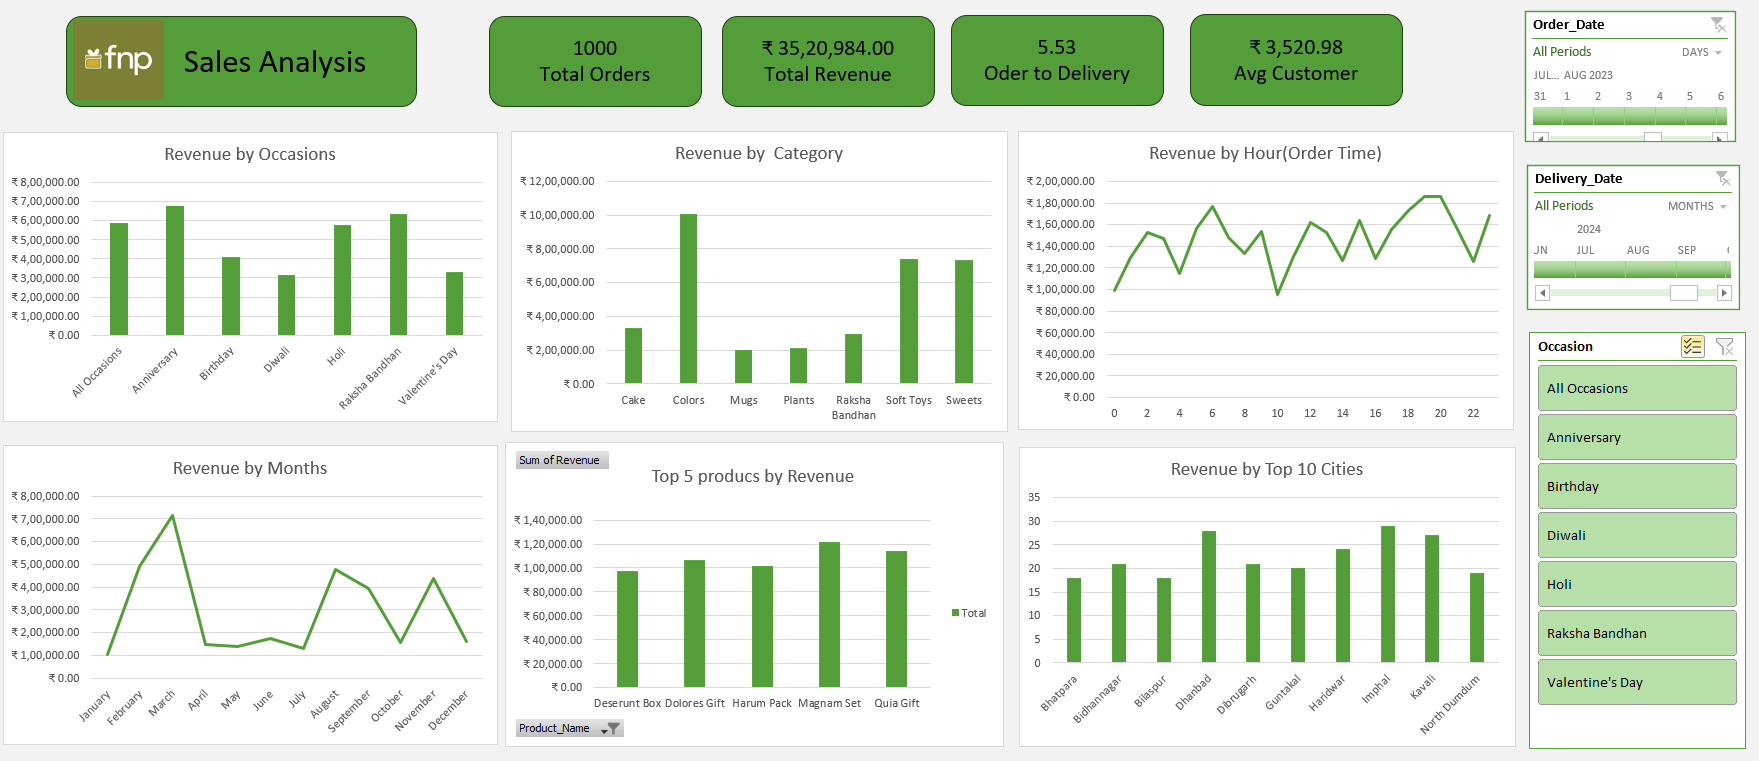 fnp
Sales Analysis
1000
Total Orders
₹ 35,20,984.00
Total Revenue
5.53
Oder to Delivery
₹ 3,520.98
Avg Customer
Order_Date
All Periods
DAYS
JUL... AUG 2023
31 1 2 3 4 5 6
Delivery_Date
All Periods
MONTHS
2024
JN JUL AUG SEP
Occasion
All Occasions
Anniversary
Birthday
Diwali
Holi
Raksha Bandhan
Valentine's Day
Revenue by Occasions
₹ 8,00,000.00
₹ 7,00,000.00
₹ 6,00,000.00
₹ 5,00,000.00
₹ 4,00,000.00
₹ 3,00,000.00
₹ 2,00,000.00
₹ 1,00,000.00
₹ 0.00
All Occasions Anniversary Birthday Diwali Holi Raksha Bandhan Valentine's Day
Revenue by  Category
₹ 12,00,000.00
₹ 10,00,000.00
₹ 8,00,000.00
₹ 6,00,000.00
₹ 4,00,000.00
₹ 2,00,000.00
₹ 0.00
Cake Colors Mugs Plants Raksha Bandhan Soft Toys Sweets
Revenue by Hour(Order Time)
₹ 2,00,000.00
₹ 1,80,000.00
₹ 1,60,000.00
₹ 1,40,000.00
₹ 1,20,000.00
₹ 1,00,000.00
₹ 80,000.00
₹ 60,000.00
₹ 40,000.00
₹ 20,000.00
₹ 0.00
0 2 4 6 8 10 12 14 16 18 20 22
Revenue by Months
₹ 8,00,000.00
₹ 7,00,000.00
₹ 6,00,000.00
₹ 5,00,000.00
₹ 4,00,000.00
₹ 3,00,000.00
₹ 2,00,000.00
₹ 1,00,000.00
₹ 0.00
January February March April May June July August September October November December
Sum of Revenue
Top 5 producs by Revenue
₹ 1,40,000.00
₹ 1,20,000.00
₹ 1,00,000.00
₹ 80,000.00
₹ 60,000.00
₹ 40,000.00
₹ 20,000.00
₹ 0.00
Deserunt Box Dolores Gift Harum Pack Magnam Set Quia Gift
Total
Product_Name
Revenue by Top 10 Cities
35
30
25
20
15
10
5
0
Bhatpara Bidhannagar Bilaspur Dhanbad Dibrugarh Guntakal Haridwar Imphal Kavali North Dumdum